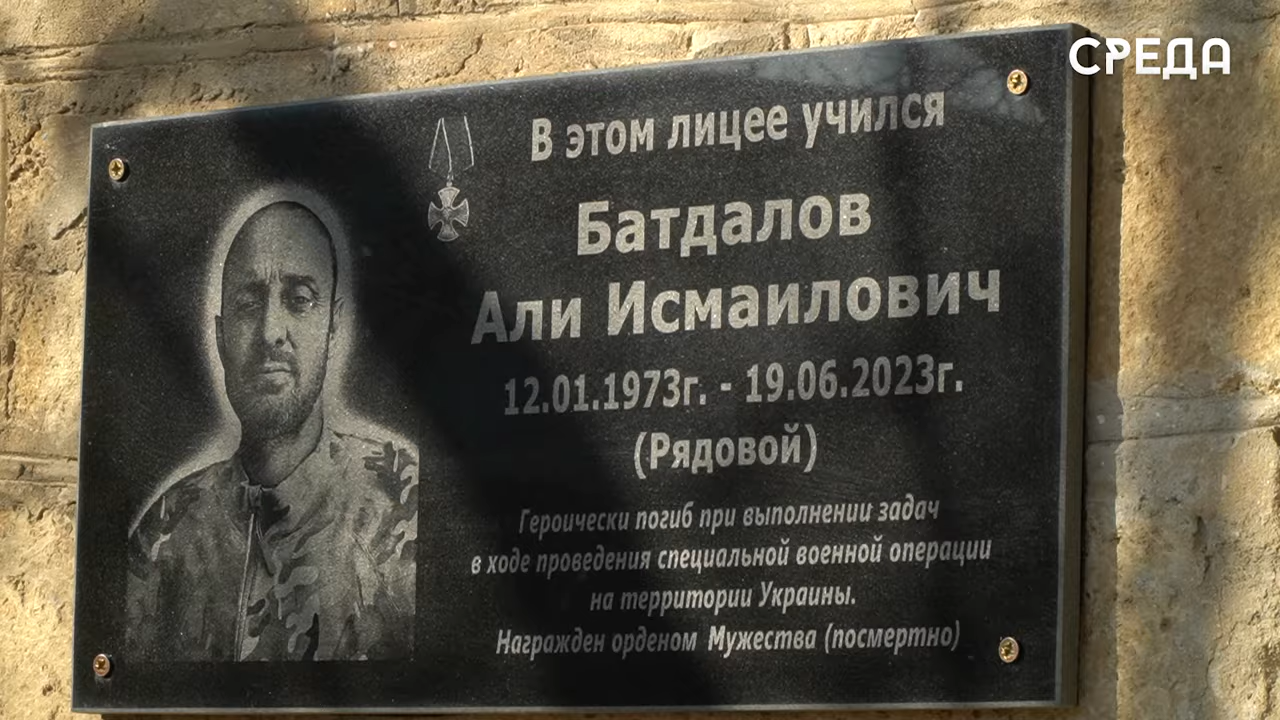 СРЕДА
В этом лицее учился
Батдалов
Али Исмаилович
12.01.1973г. - 19.06.2023г.
(Рядовой)
Героически погиб при выполнении задач
в ходе проведения специальной военной операции
на территории Украины.
Награжден орденом Мужества (посмертно)